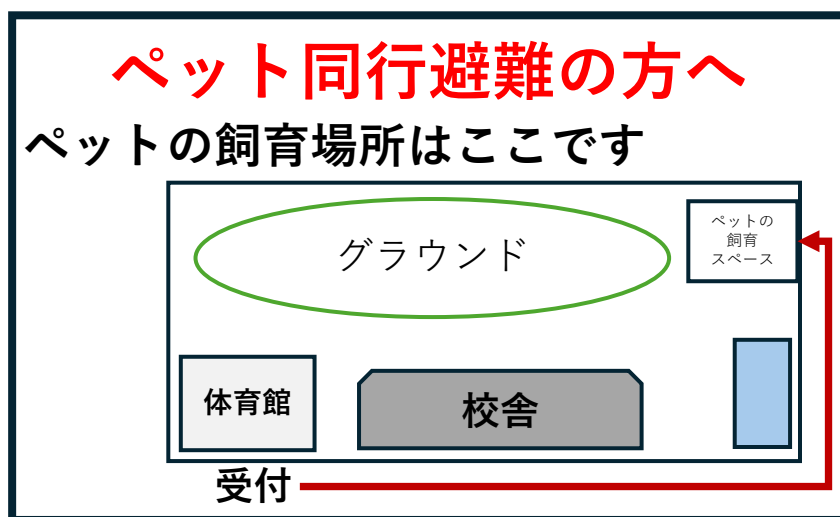 ペット同行避難の方へ
ペットの飼育場所はここです
グラウンド
ペットの
飼育
スペース
体育館
校舎
受付